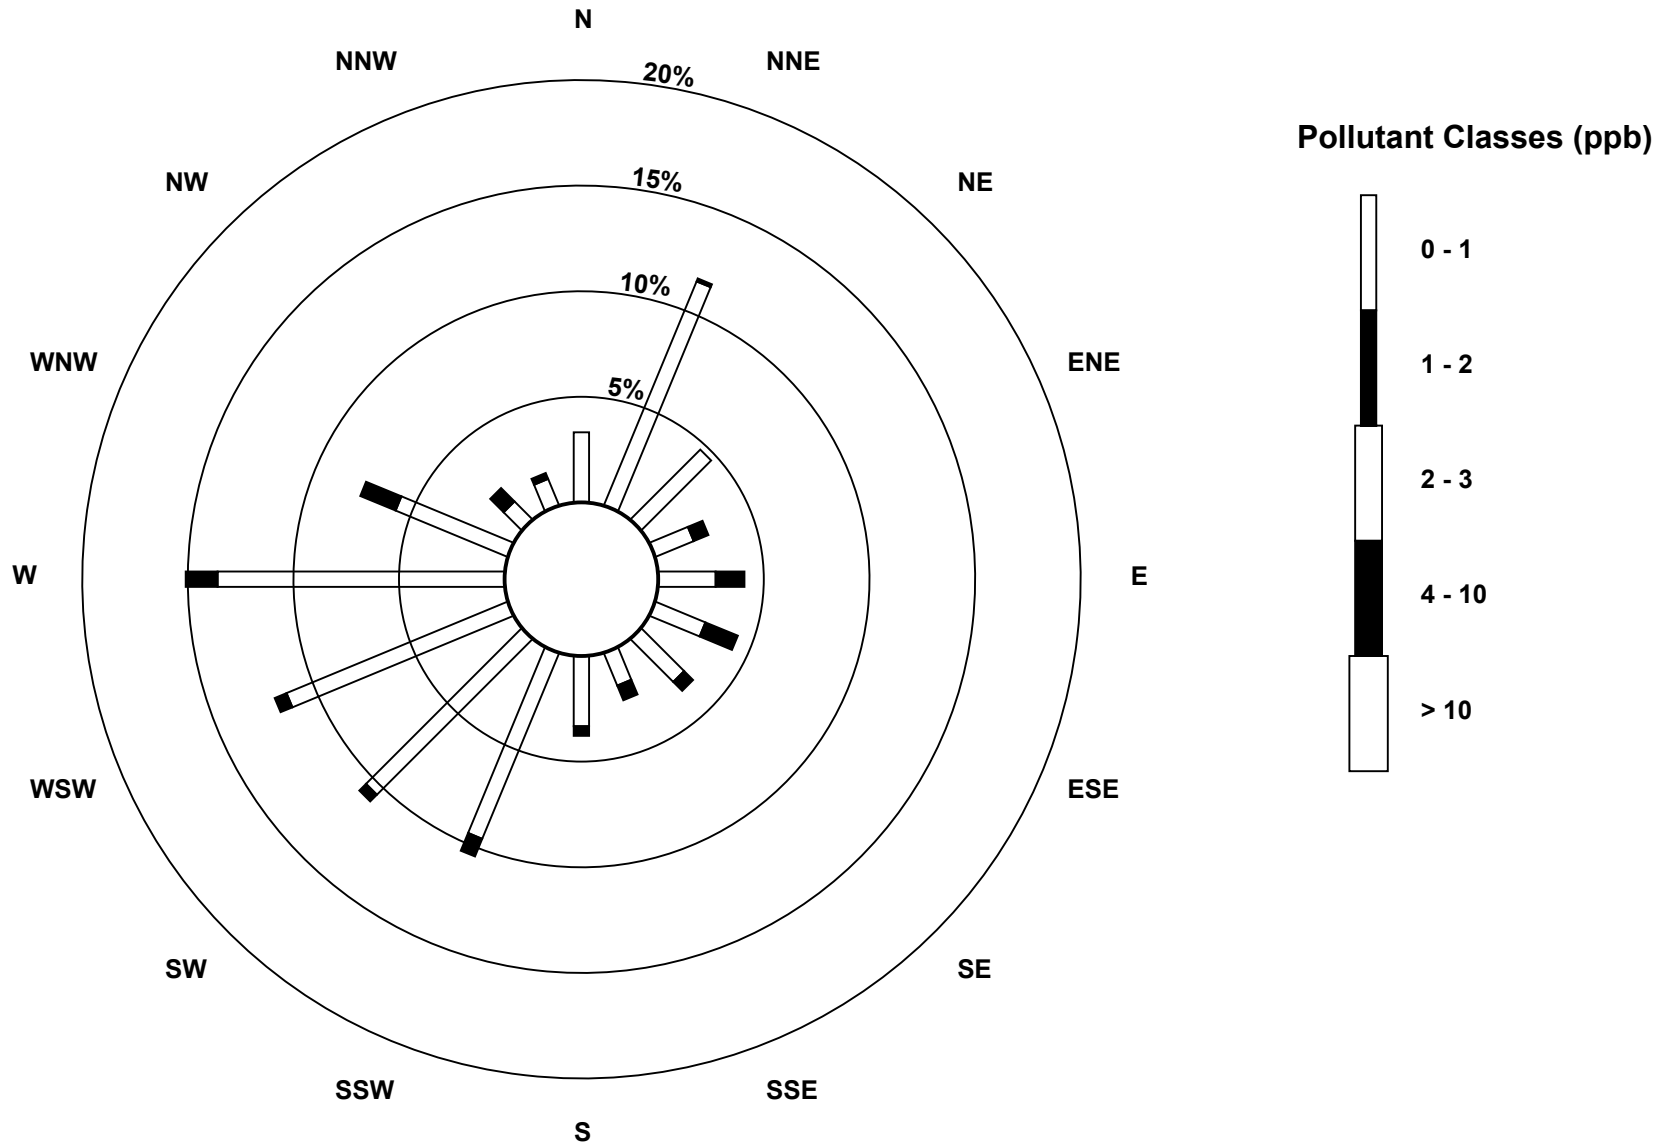 N
NNW
NNE
20%
Pollutant Classes (ppb)
15%
NW
NE
0 - 1
10%
WNW
ENE
1 - 2
5%
2 - 3
W
E
4 - 10
> 10
WSW
ESE
SW
SE
SSW
SSE
S